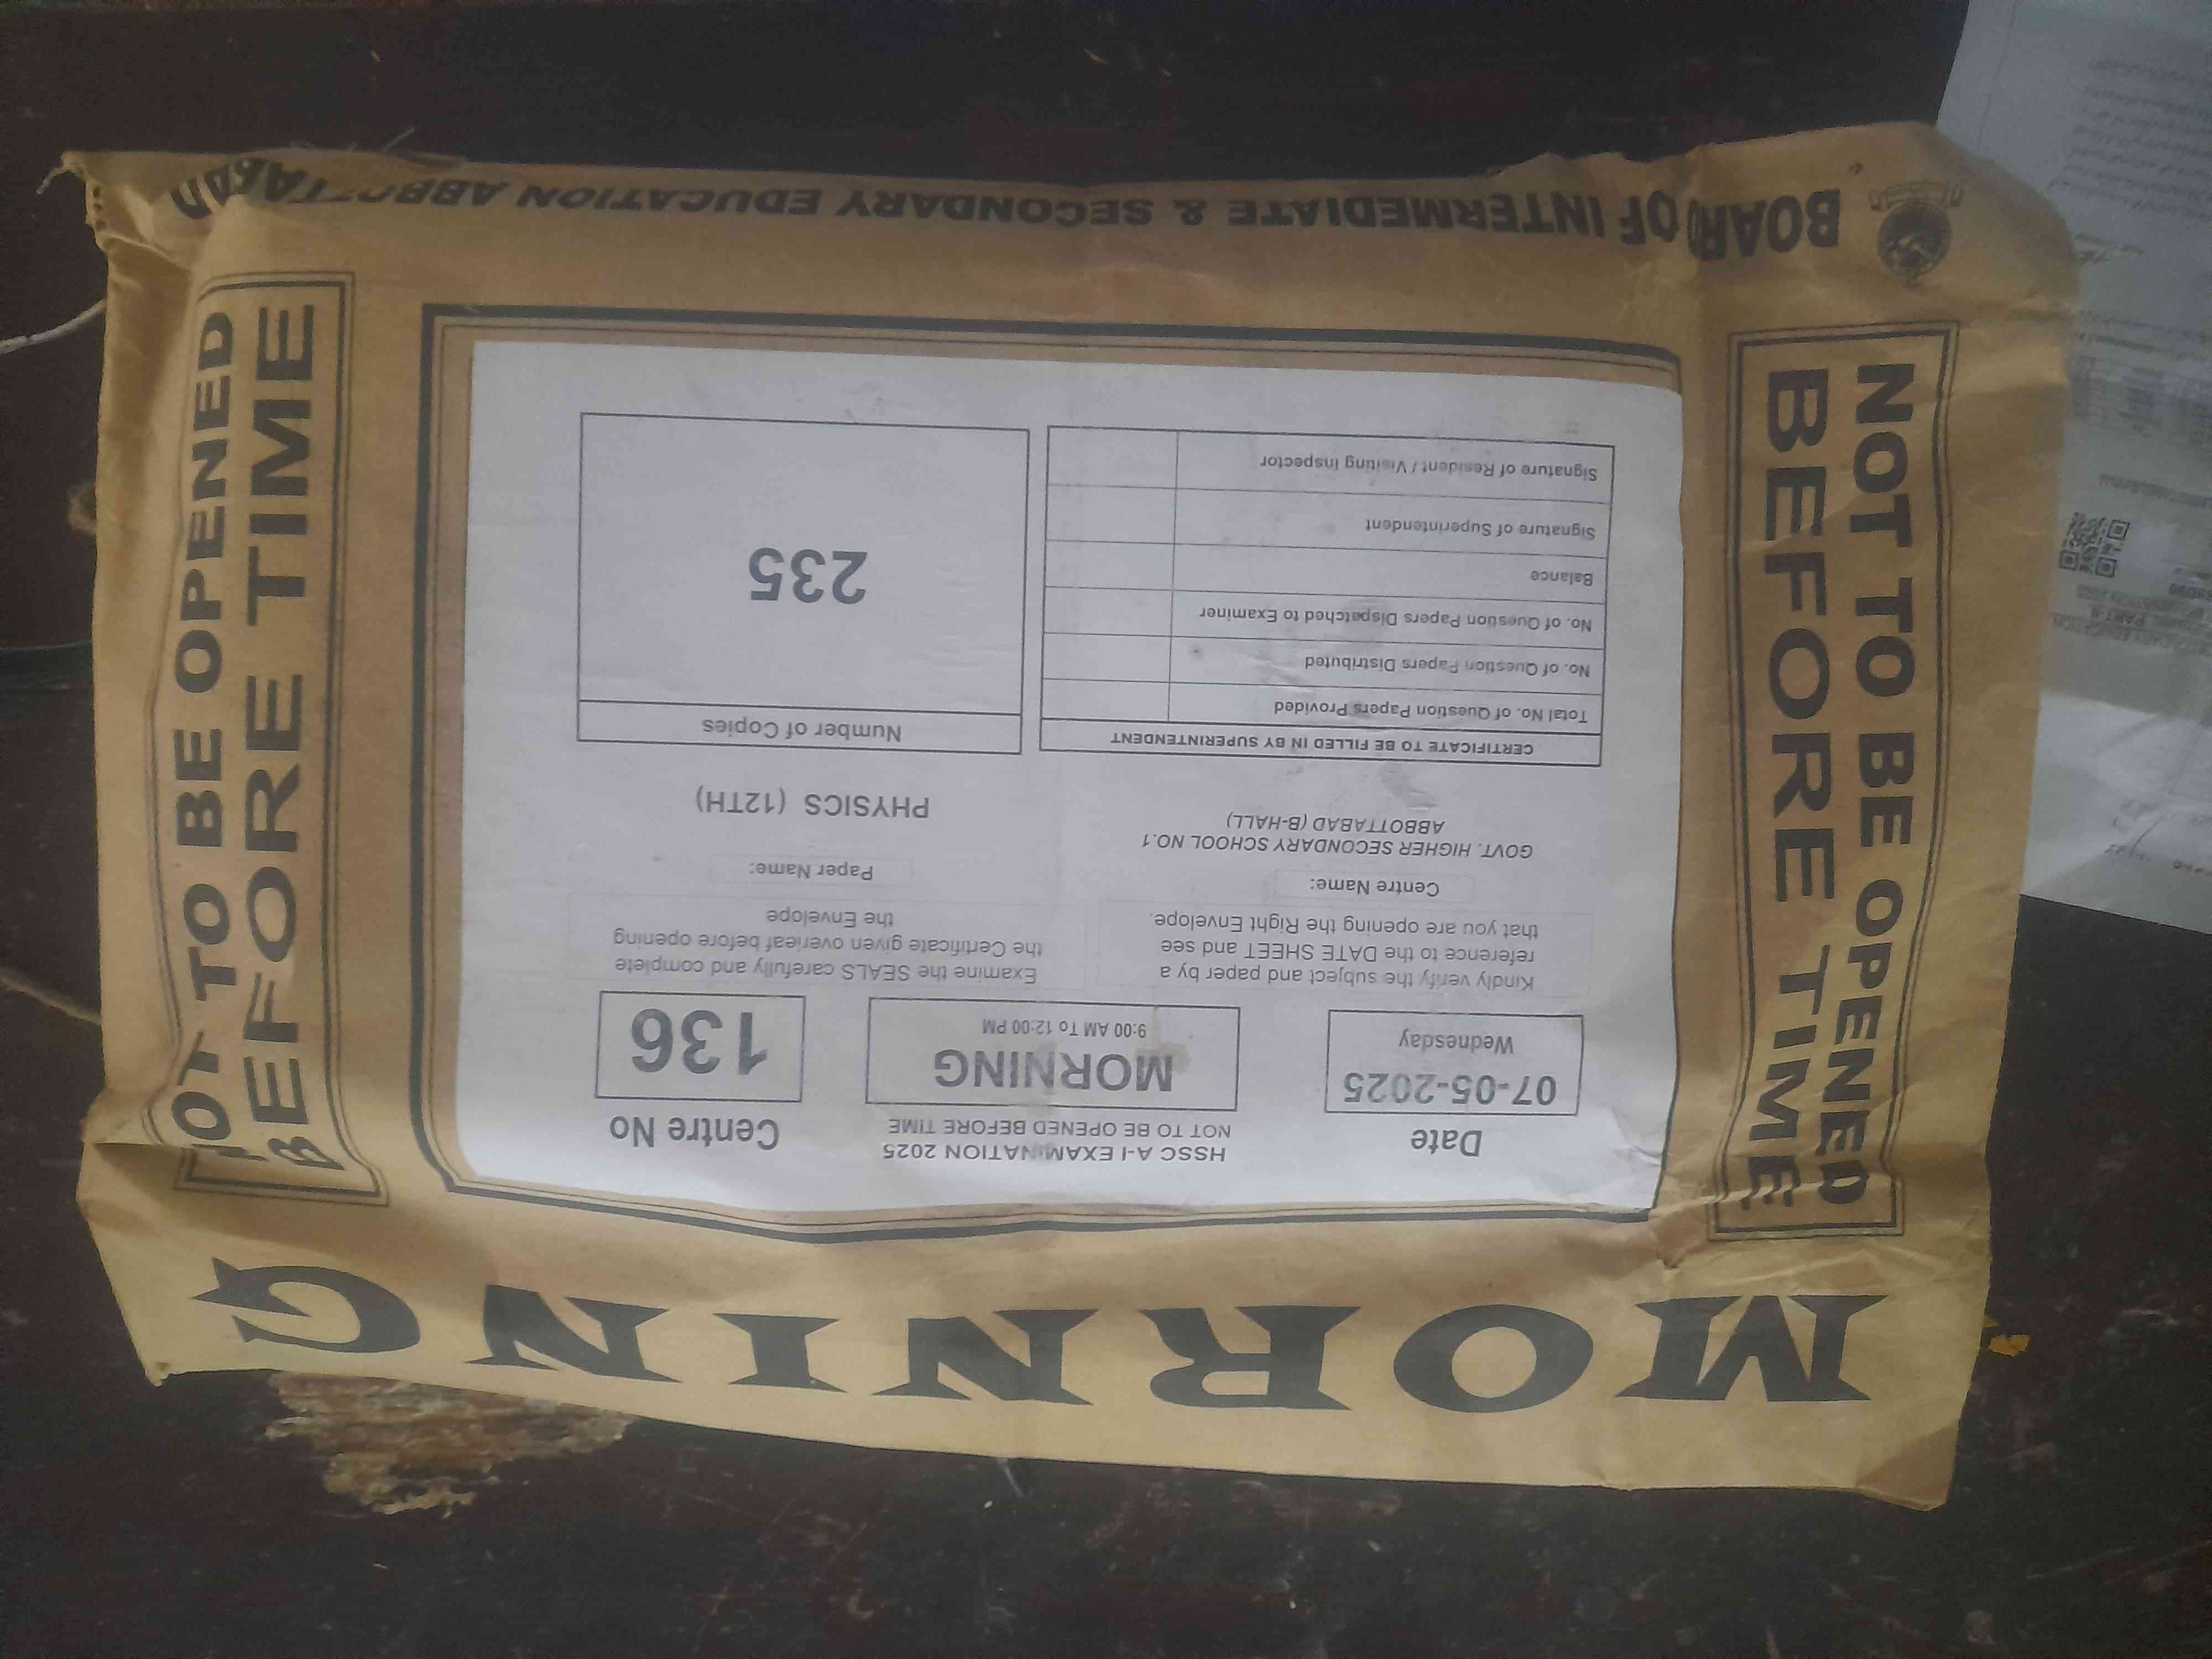 MORNING
NOT TO BE OPENED
BEFORE TIME
NOT TO BE OPENED
BEFORE TIME
HSSC A-I EXAMINATION 2025
NOT TO BE OPENED BEFORE TIME
Date
07-05-2025
Wednesday
MORNING
9:00 AM To 12:00 PM
Centre No
136
Kindly verify the subject and paper by a
reference to the DATE SHEET and see
that you are opening the Right Envelope.
Examine the SEALS carefully and complete
the Certificate given overleaf before opening
the Envelope
Centre Name:
GOVT. HIGHER SECONDARY SCHOOL NO.1
ABBOTTABAD (B-HALL)
Paper Name:
PHYSICS (12TH)
CERTIFICATE TO BE FILLED IN BY SUPERINTENDENT
Total No. of Question Papers Provided
No. of Question Papers Distributed
No. of Question Papers Dispatched to Examiner
Balance
Signature of Superintendent
Signature of Resident / Visiting Inspector
Number of Copies
235
BOARD OF INTERMEDIATE & SECONDARY EDUCATION ABBOTTABAD